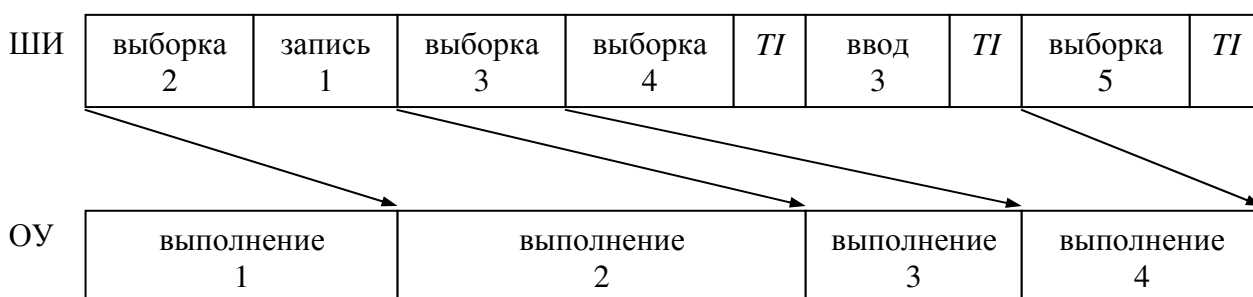 ШИ выборка запись выборка выборка TI ввод TI выборка TI
2 1 3 4 3 5
ОУ выполнение выполнение выполнение выполнение
1 2 3 4